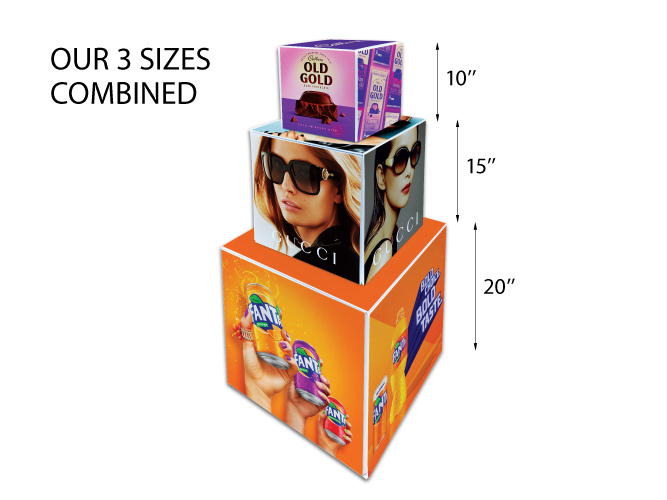 OUR 3 SIZES
COMBINED
Cadbury
OLD
GOLD
OLD
GOLD
10”
GUCCI
GUCCI
15”
FANTA
FANTA
FANTA
BOLD
TASTE.
FANTA
20”